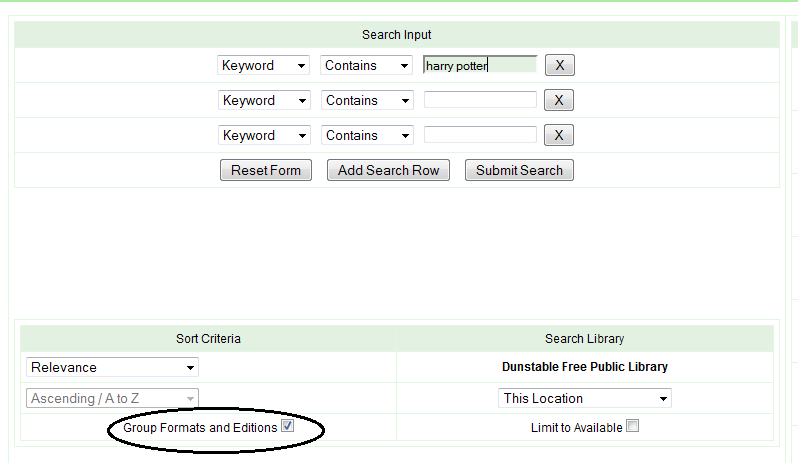 Search Input
Keyword Contains harry potter X
Keyword Contains X
Keyword Contains X
Reset Form Add Search Row Submit Search
Sort Criteria Search Library
Relevance Dunstable Free Public Library
Ascending / A to Z This Location
Group Formats and Editions Limit to Available